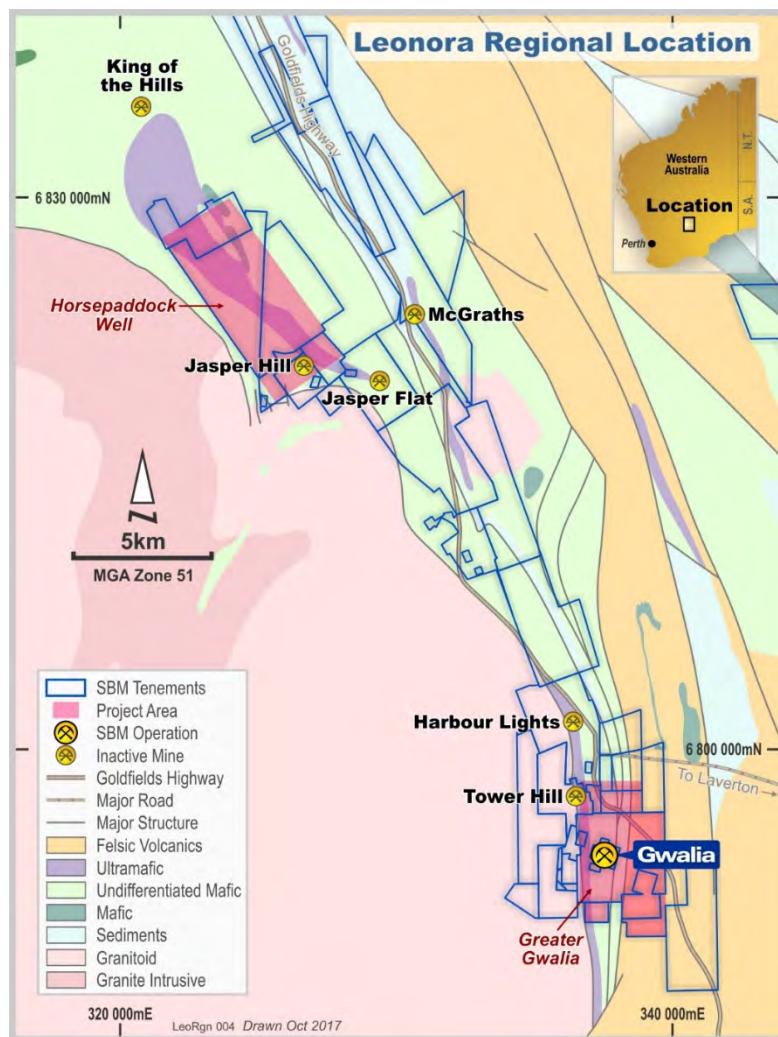 Leonora Regional Location
King
of the Hills
Goldfields Highway
Western
Australia
N.T.
S.A.
Location
Perth
6 830 000mN
Horsepaddock
Well
McGraths
Jasper Hill
Jasper Flat
N
5km
MGA Zone 51
SBM Tenements
Project Area
SBM Operation
Inactive Mine
Goldfields Highway
Major Road
Major Structure
Felsic Volcanics
Ultramafic
Undifferentiated Mafic
Mafic
Sediments
Granitoid
Granite Intrusive
Harbour Lights
6 800 000mN
To Laverton
Tower Hill
Gwalia
Greater
Gwalia
320 000mE
LeoRgn 004 Drawn Oct 2017
340 000mE